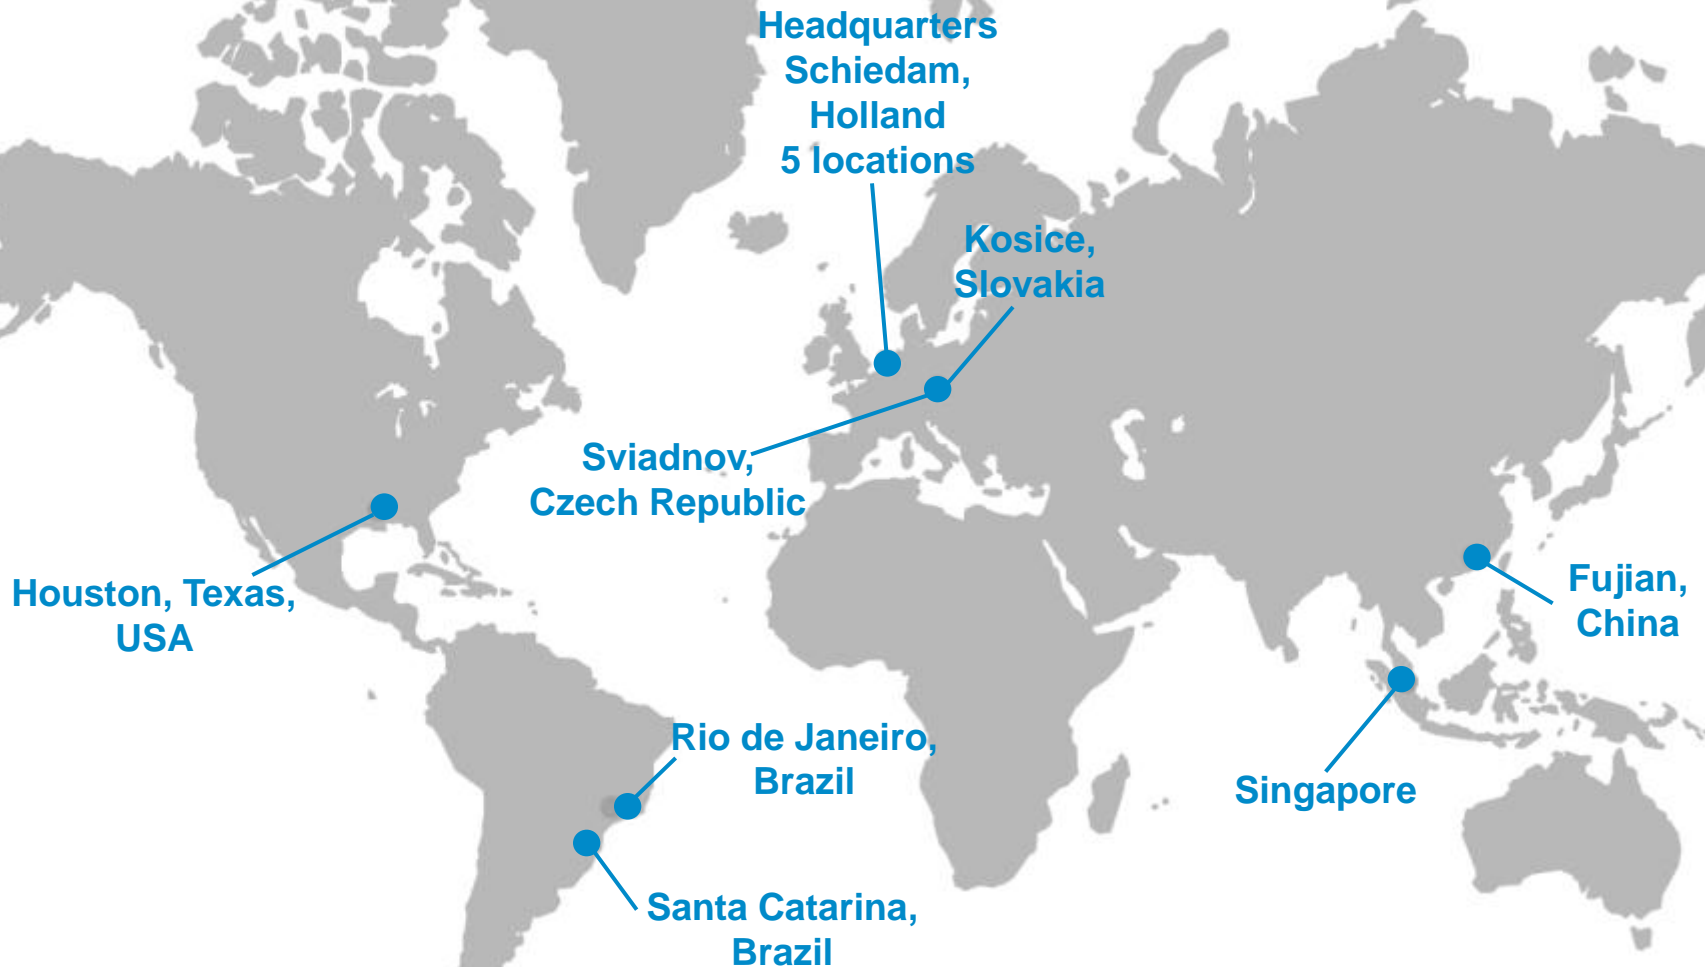 Headquarters
Schiedam,
Holland
5 locations
Kosice,
Slovakia
Sviadnov,
Czech Republic
Houston, Texas,
USA
Fujian,
China
Rio de Janeiro,
Brazil
Singapore
Santa Catarina,
Brazil